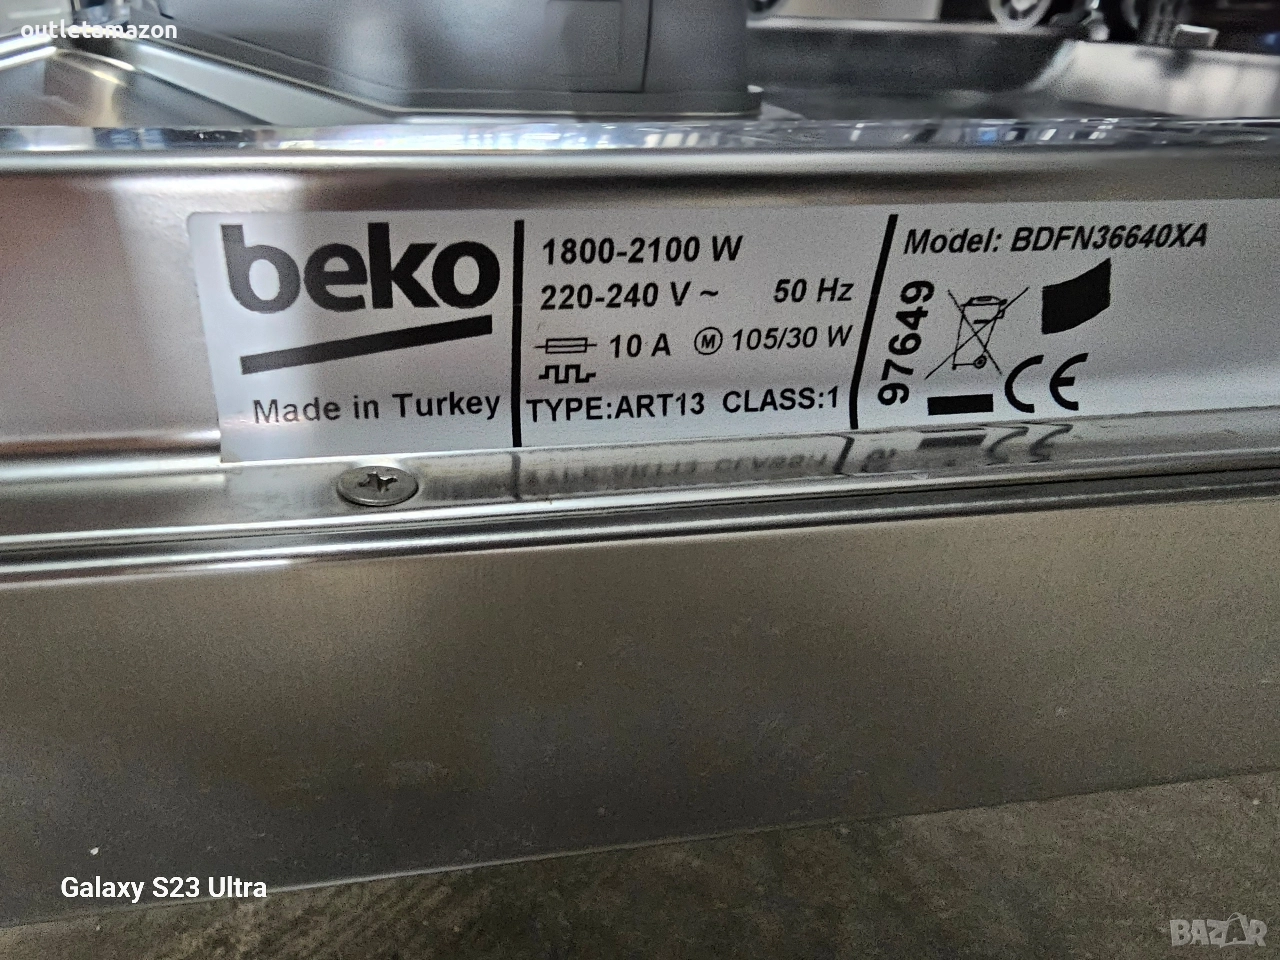 outletamazon
beko
Made in Turkey
1800-2100 W
220-240 V ~ 50 Hz
10 A M 105/30 W
TYPE:ART13 CLASS:1
Model: BDFN36640XA
97649
CE
Galaxy S23 Ultra
BAZAR